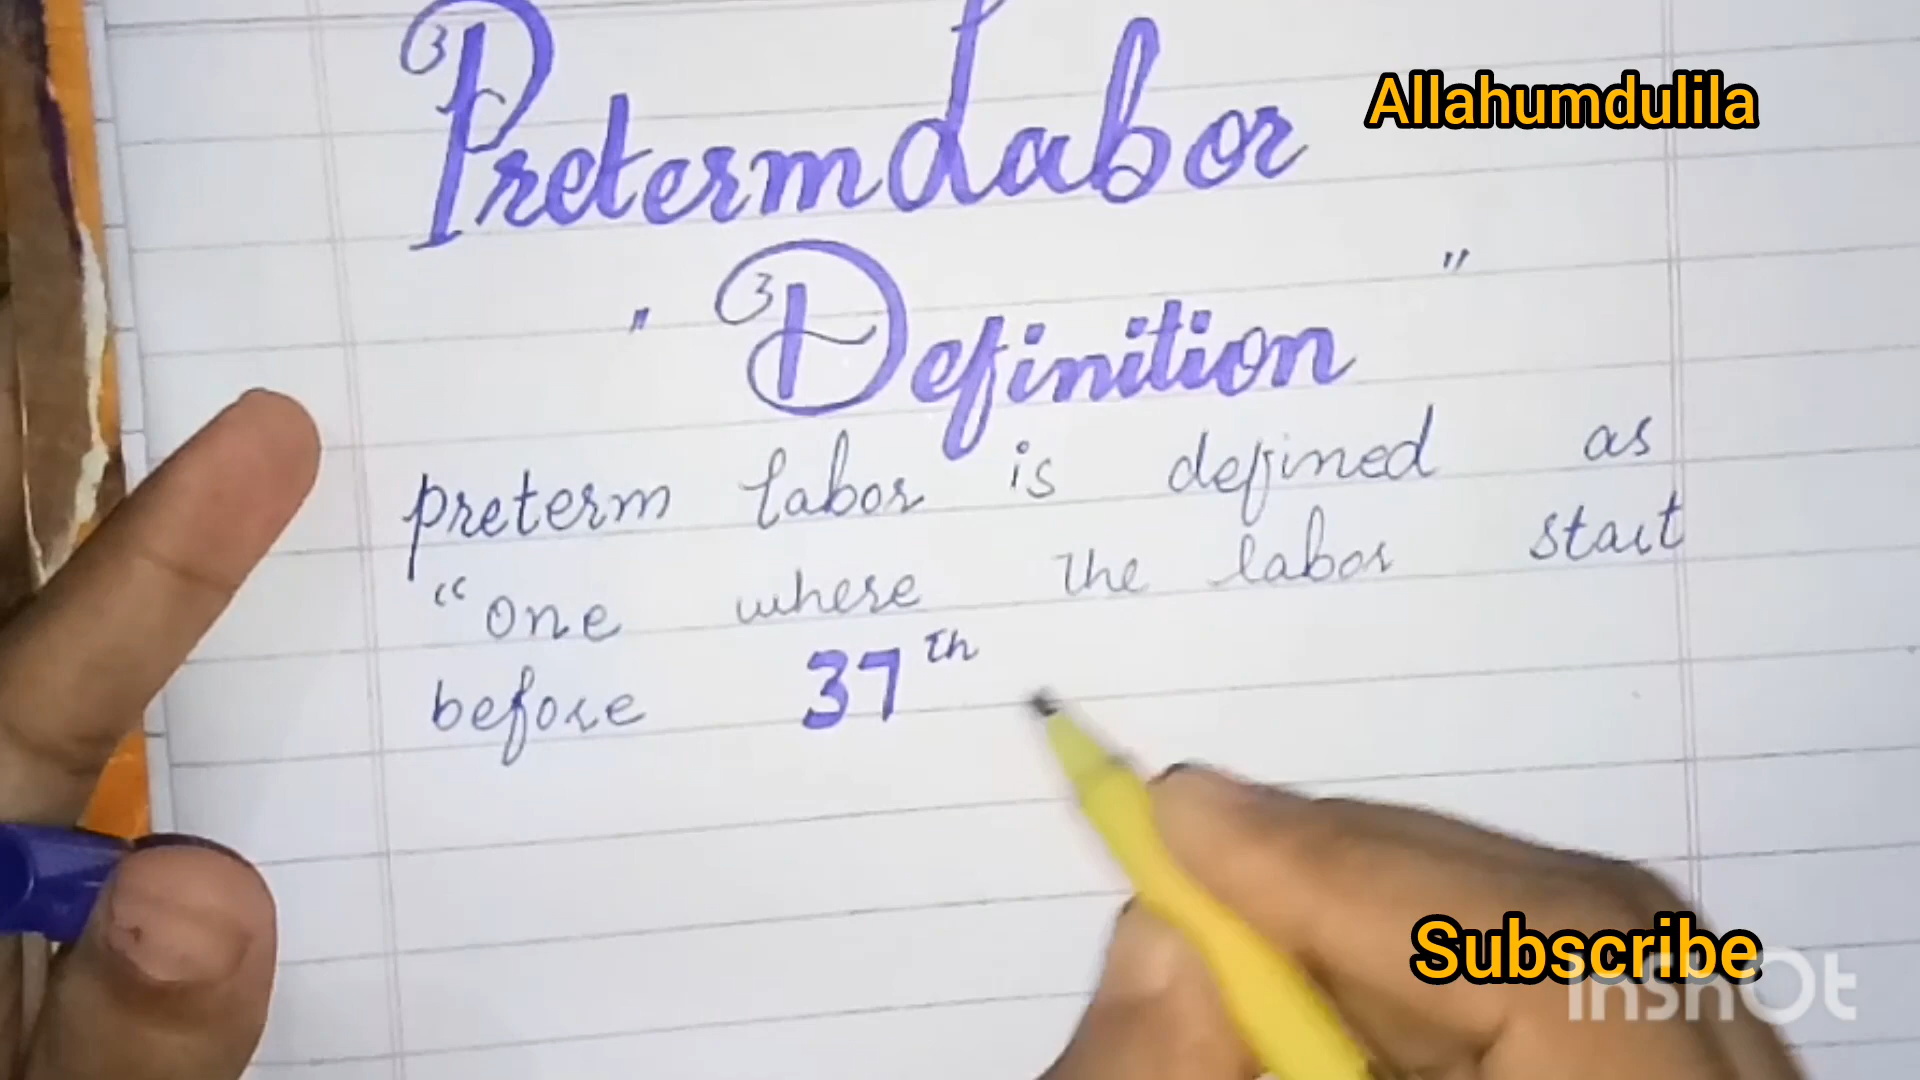 Preterm Labor
Allahumdulila
" Definition "
preterm labor is defined as
"one where the labor start
before 37th
Subscribe
InShOt